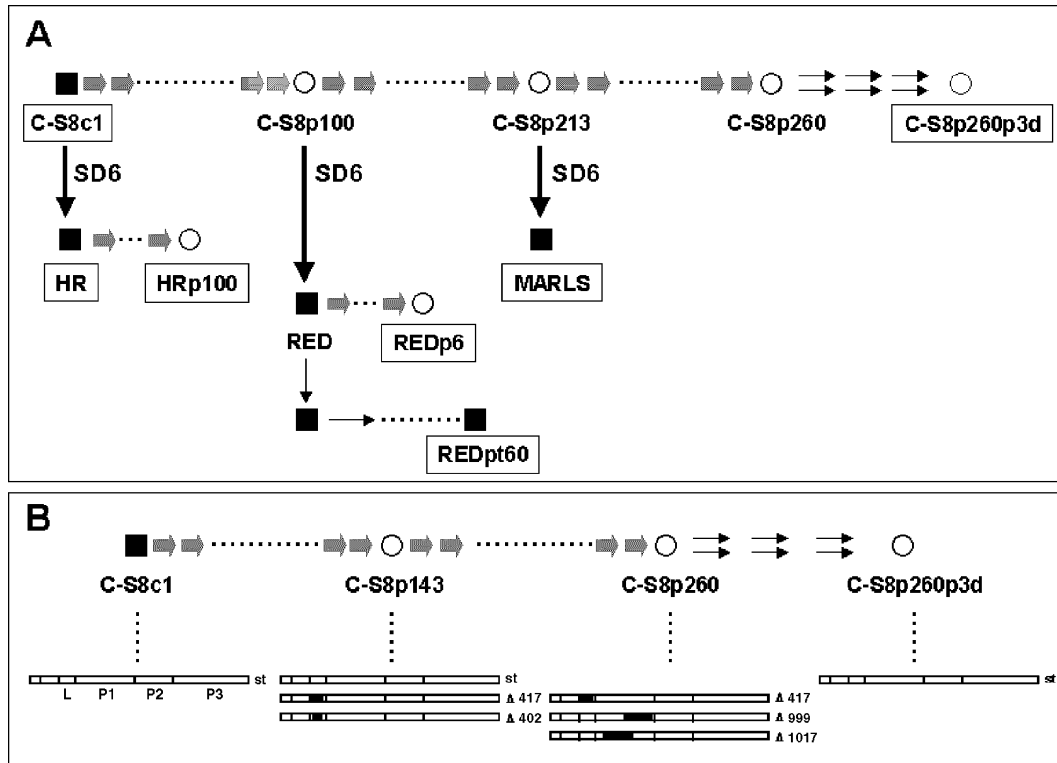 A
C-S8c1 C-S8p100 C-S8p213 C-S8p260 C-S8p260p3d
SD6 SD6 SD6
HR HRp100 MARLS
RED REDp6
REDpt60
B
C-S8c1 C-S8p143 C-S8p260 C-S8p260p3d
st st st
L P1 P2 P3
Δ 417 Δ 417
Δ 402 Δ 999
Δ 1017